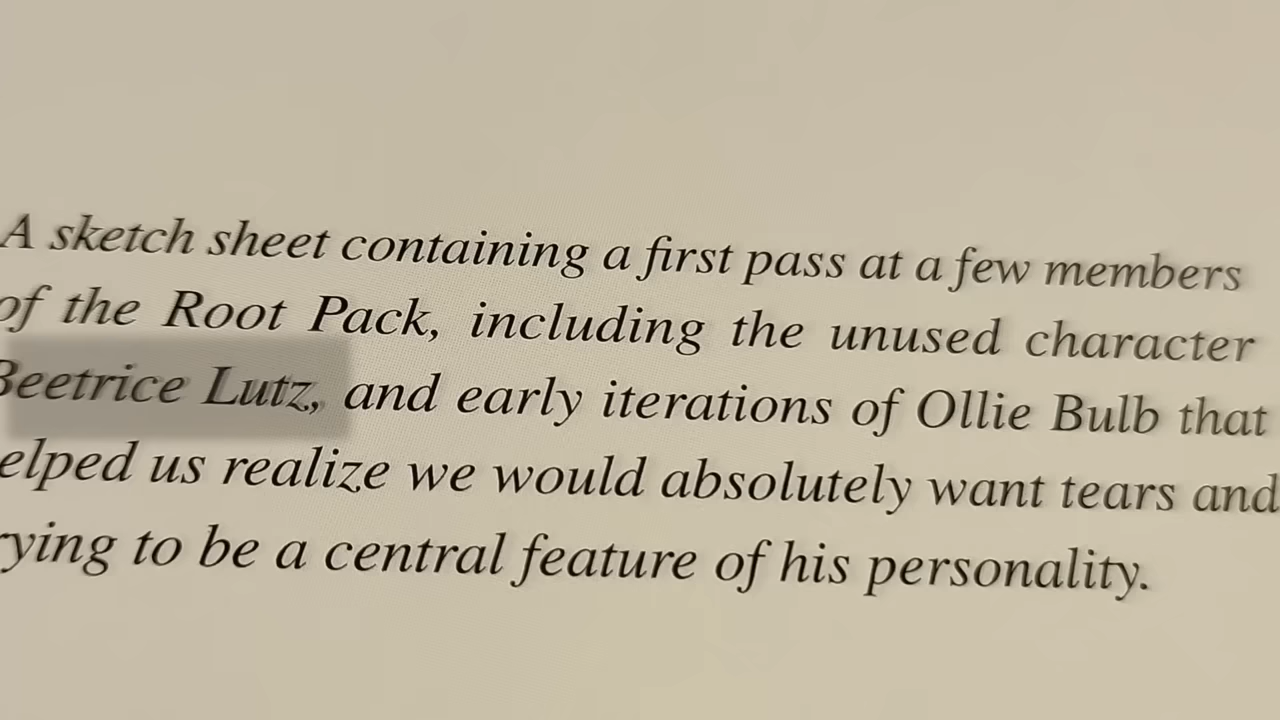 A sketch sheet containing a first pass at a few members
of the Root Pack, including the unused character
Beetrice Lutz, and early iterations of Ollie Bulb that
elped us realize we would absolutely want tears and
rying to be a central feature of his personality.